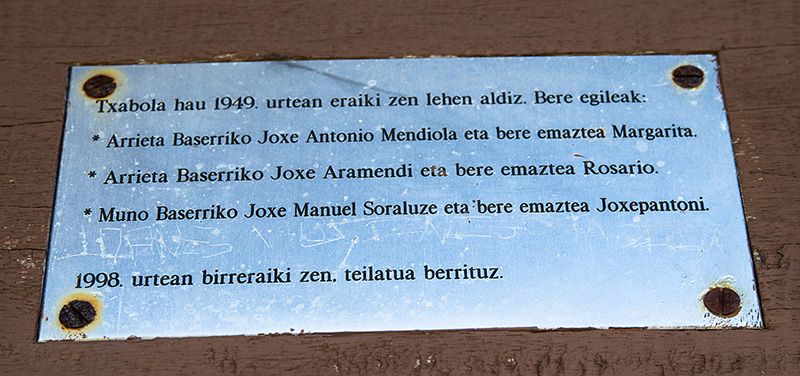 Txabola hau 1949. urtean eraiki zen lehen aldiz. Bere egileak:
* Arrieta Baserriko Joxe Antonio Mendiola eta bere emaztea Margarita.
* Arrieta Baserriko Joxe Aramendi eta bere emaztea Rosario.
* Muno Baserriko Joxe Manuel Soraluze eta bere emaztea Joxepantoni.
1998. urtean birreraiki zen, teilatua berrituz.